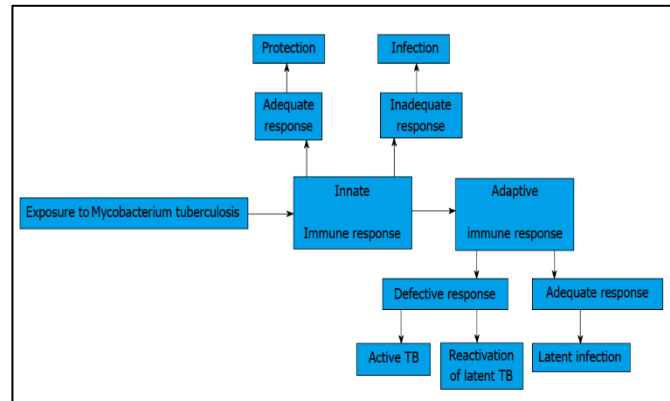 Protection
Infection
Adequate
response
Inadequate
response
Exposure to Mycobacterium tuberculosis
Innate
Immune response
Adaptive
immune response
Defective response
Adequate response
Active TB
Reactivation
of latent TB
Latent infection